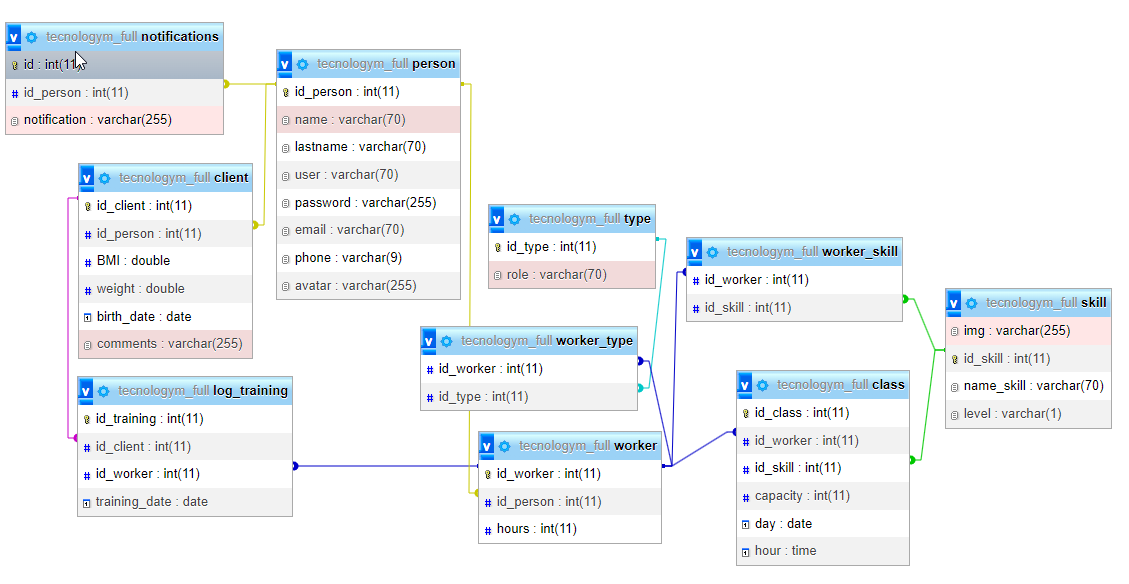 v tecnologym_full notifications
id : int(11)
# id_person : int(11)
notification : varchar(255)
v tecnologym_full person
id_person : int(11)
name : varchar(70)
lastname : varchar(70)
user : varchar(70)
password : varchar(255)
email : varchar(70)
phone : varchar(9)
avatar : varchar(255)
v tecnologym_full client
id_client : int(11)
# id_person : int(11)
# BMI : double
# weight : double
birth_date : date
comments : varchar(255)
v tecnologym_full type
id_type : int(11)
role : varchar(70)
v tecnologym_full worker_skill
# id_worker : int(11)
# id_skill : int(11)
v tecnologym_full skill
img : varchar(255)
id_skill : int(11)
name_skill : varchar(70)
level : varchar(1)
v tecnologym_full worker_type
# id_worker : int(11)
# id_type : int(11)
v tecnologym_full log_training
id_training : int(11)
# id_client : int(11)
# id_worker : int(11)
training_date : date
v tecnologym_full class
id_class : int(11)
# id_worker : int(11)
# id_skill : int(11)
# capacity : int(11)
day : date
hour : time
v tecnologym_full worker
id_worker : int(11)
# id_person : int(11)
# hours : int(11)